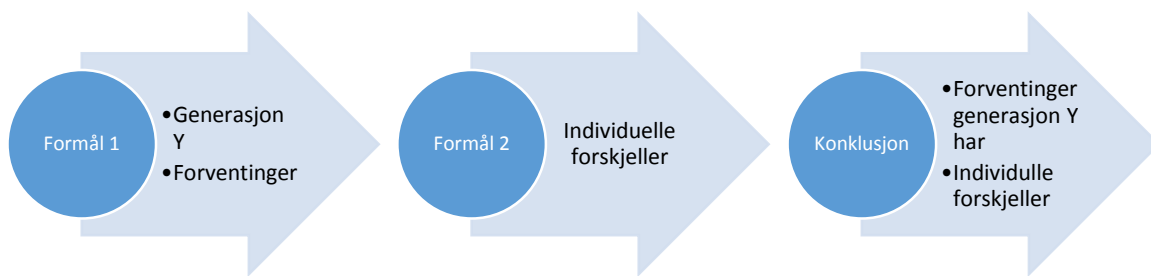 Formål 1
•Generasjon
Y
•Forventinger
Formål 2
Individuelle
forskjeller
Konklusjon
•Forventinger
generasjon Y
har
•Individulle
forskjeller